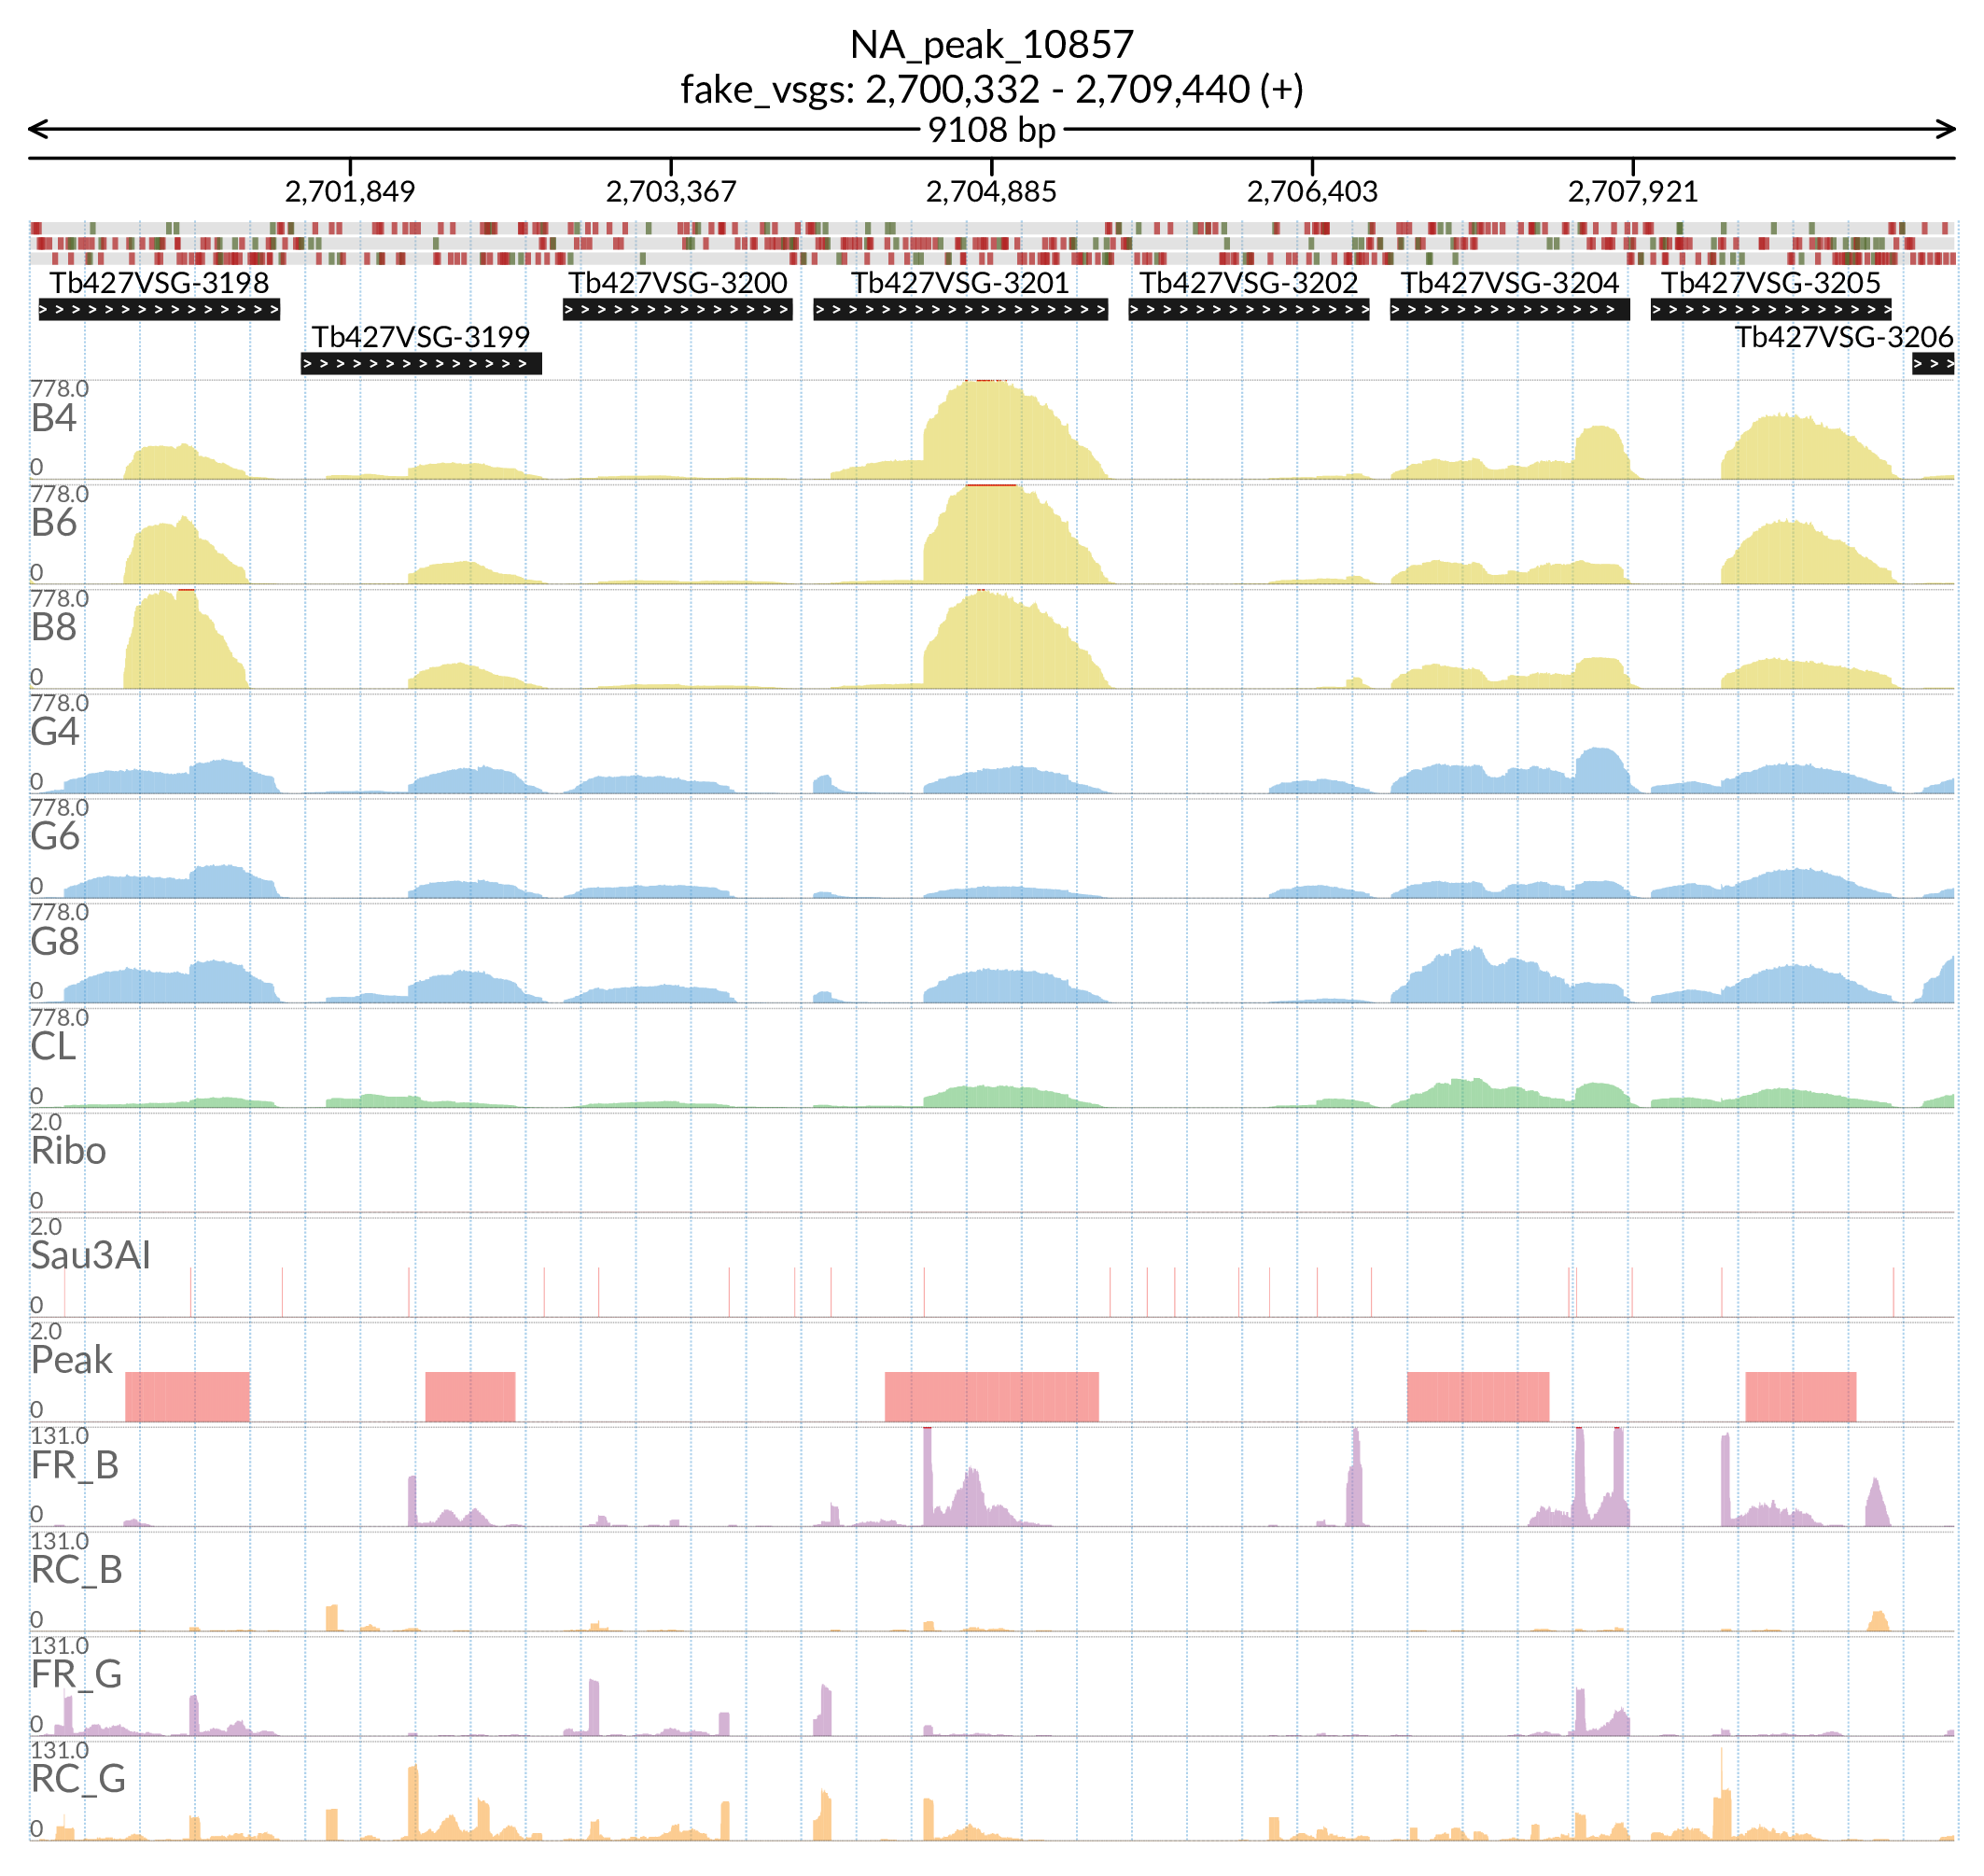 NA_peak_10857
fake_vsgs: 2,700,332 - 2,709,440 (+)
9108 bp
2,701,849 2,703,367 2,704,885 2,706,403 2,707,921
Tb427VSG-3198 Tb427VSG-3200 Tb427VSG-3201 Tb427VSG-3202 Tb427VSG-3204 Tb427VSG-3205
Tb427VSG-3199 Tb427VSG-3206
778.0
B4
0
778.0
B6
0
778.0
B8
0
778.0
G4
0
778.0
G6
0
778.0
G8
0
778.0
CL
0
2.0
Ribo
0
2.0
Sau3AI
0
2.0
Peak
0
131.0
FR_B
0
131.0
RC_B
0
131.0
FR_G
0
131.0
RC_G
0